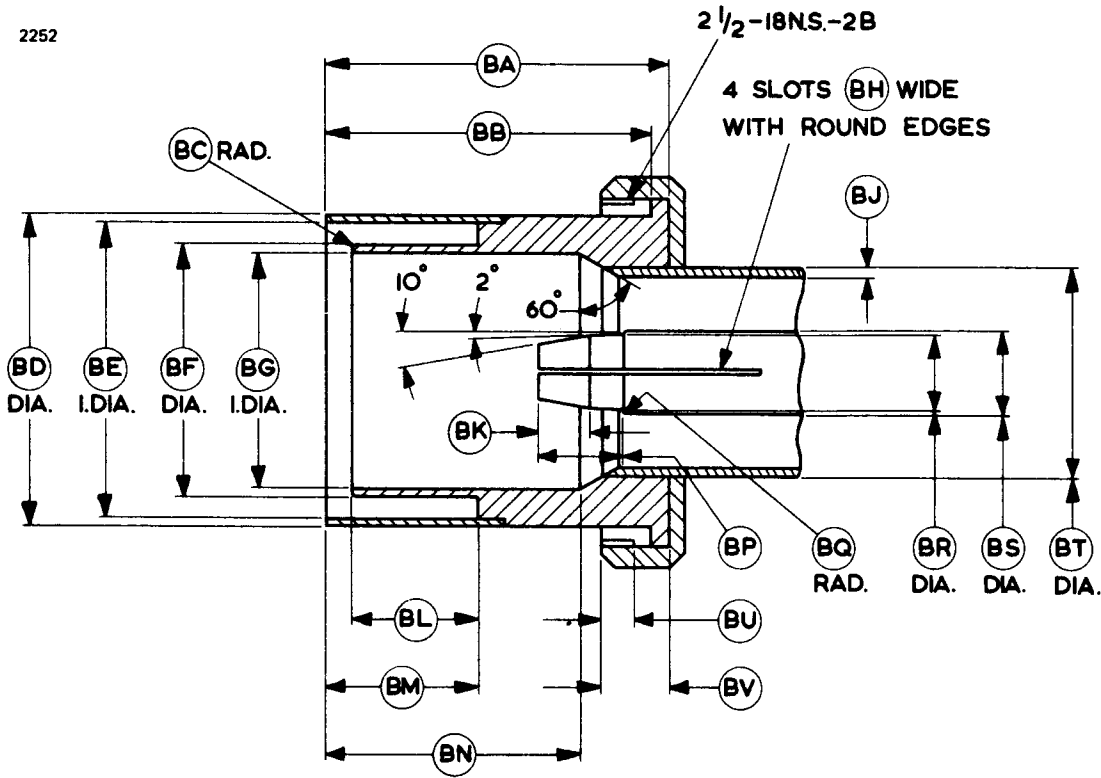 2252
2 1/2-18N.S.-2B
BA
4 SLOTS BH WIDE
WITH ROUND EDGES
BB
BC RAD.
BJ
10°
2°
60°
BD
DIA.
BE
I.DIA.
BF
DIA.
BG
I.DIA.
BK
BP
BQ
RAD.
BR
DIA.
BS
DIA.
BT
DIA.
BL
BU
BM
BV
BN